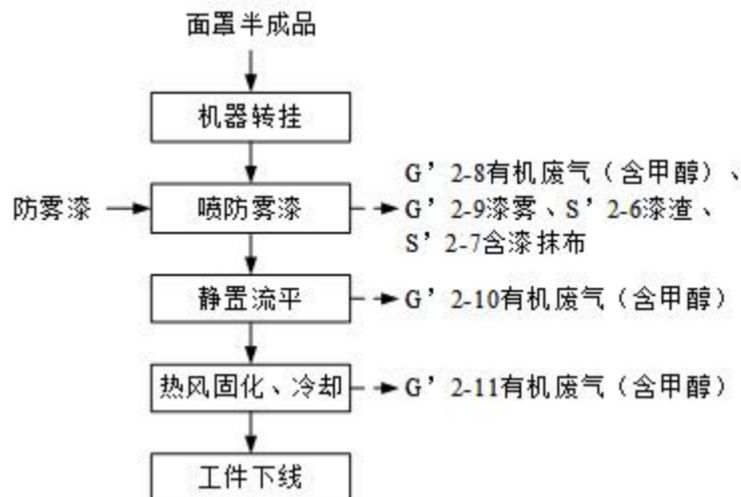 面罩半成品
机器转挂
G’2-8有机废气（含甲醇）、
防雾漆
喷防雾漆
G’2-9漆雾、S’2-6漆渣、
S’2-7含漆抹布
静置流平
G’2-10有机废气（含甲醇）
热风固化、冷却
G’2-11有机废气（含甲醇）
工件下线